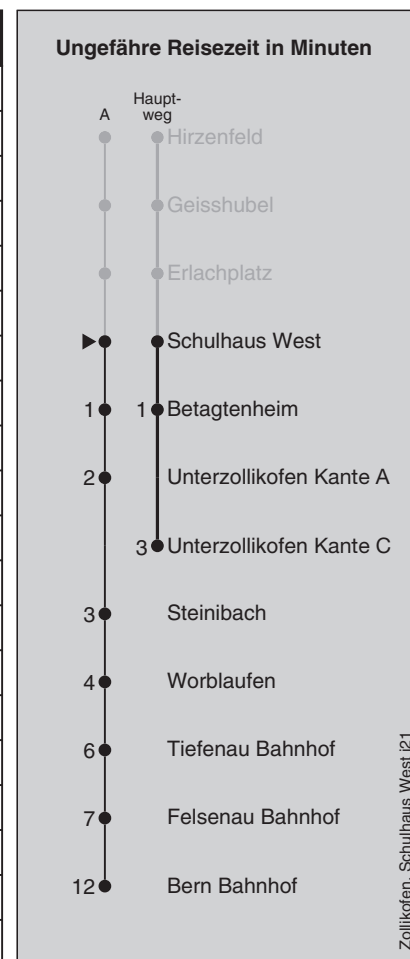 Ungefähre Reisezeit in Minuten
A
Haupt-
weg
Hirzenfeld
Geisshubel
Erlachplatz
Schulhaus West
1 1 Betagtenheim
2 Unterzollikofen Kante A
3 Unterzollikofen Kante C
3 Steinibach
4 Worblaufen
6 Tiefenau Bahnhof
7 Felsenau Bahnhof
12 Bern Bahnhof
Zollikofen, Schulhaus West j21